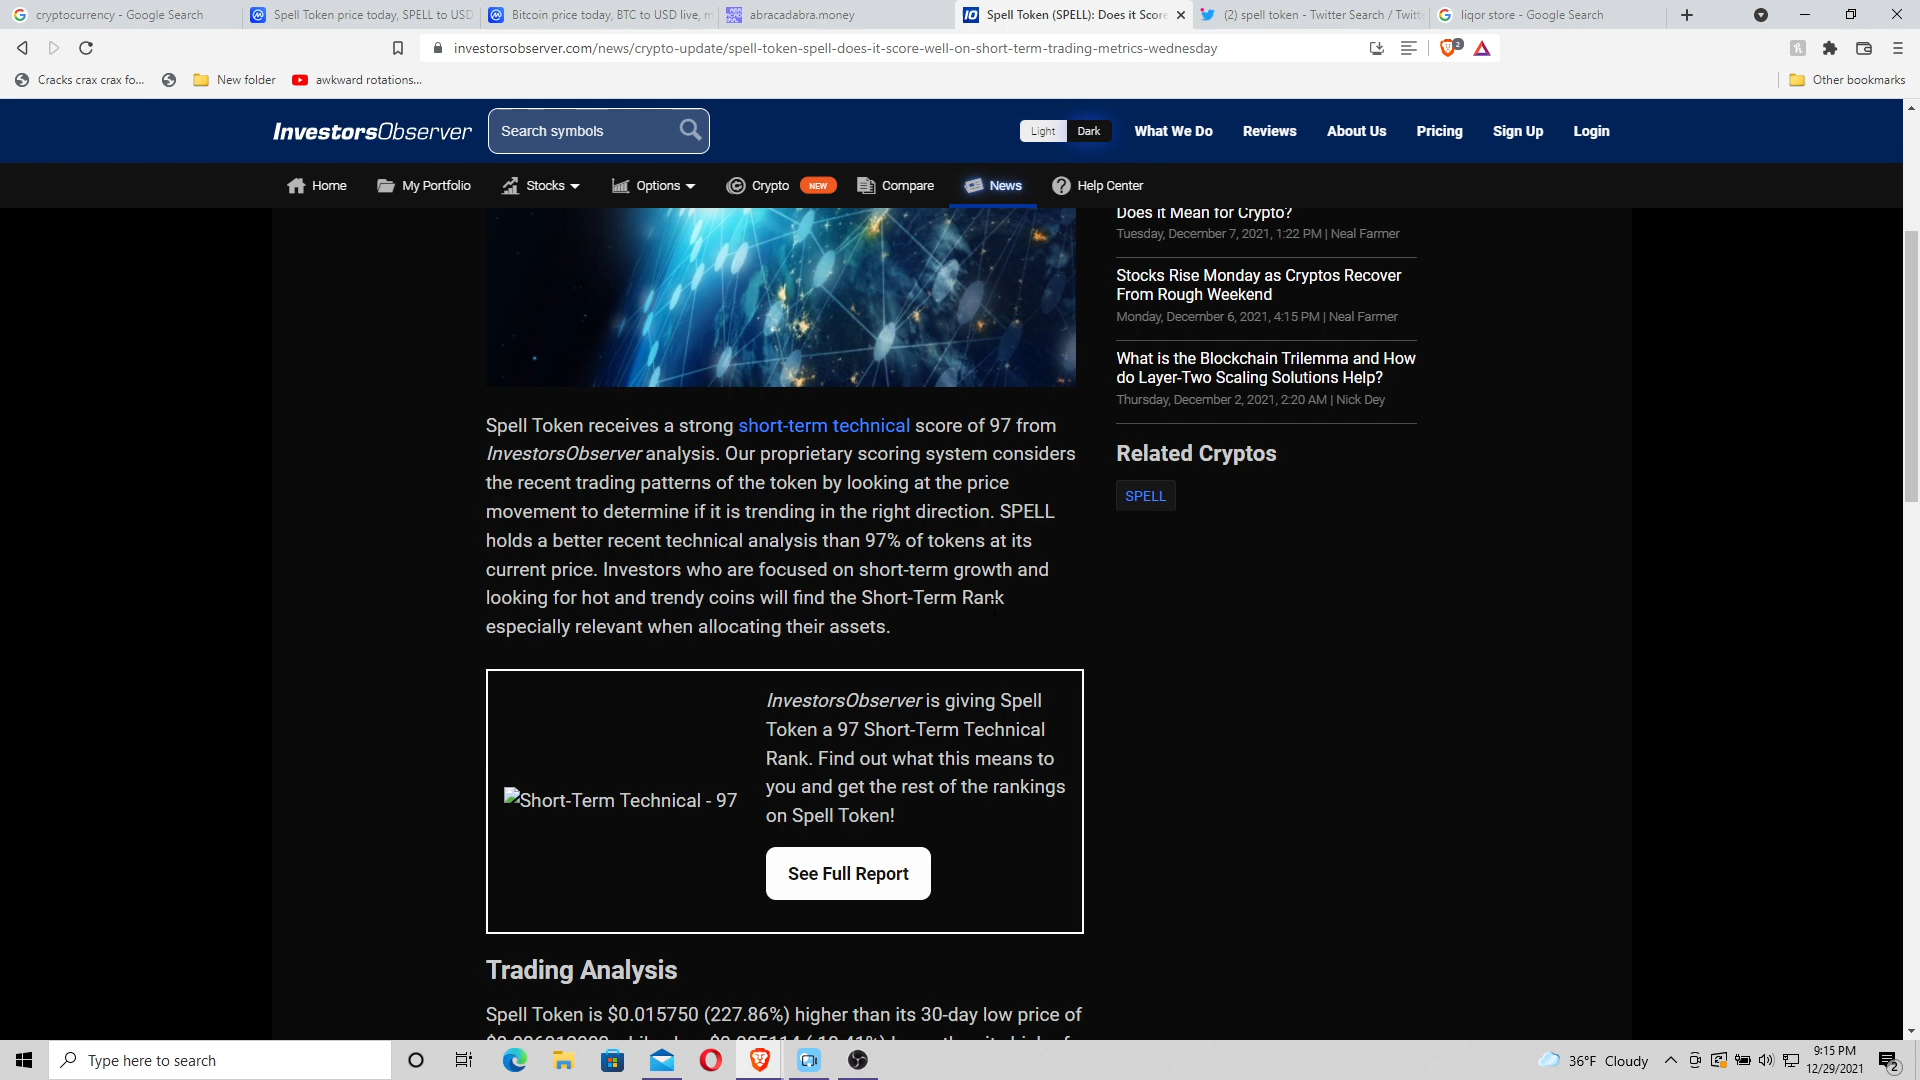 cryptocurrency - Google Search
Spell Token price today, SPELL to USD
Bitcoin price today, BTC to USD live, m
abracadabra.money
Spell Token (SPELL): Does it Score
(2) spell token - Twitter Search / Twitt
liqor store - Google Search
investorsobserver.com/news/crypto-update/spell-token-spell-does-it-score-well-on-short-term-trading-metrics-wednesday
2
Cracks crax crax fo...
New folder
awkward rotations...
Other bookmarks
InvestorsObserver
Search symbols
Light
Dark
What We Do
Reviews
About Us
Pricing
Sign Up
Login
Home
My Portfolio
Stocks
Options
Crypto
NEW
Compare
News
Help Center
Does it Mean for Crypto?
Tuesday, December 7, 2021, 1:22 PM | Neal Farmer
Stocks Rise Monday as Cryptos Recover
From Rough Weekend
Monday, December 6, 2021, 4:15 PM | Neal Farmer
What is the Blockchain Trilemma and How
do Layer-Two Scaling Solutions Help?
Thursday, December 2, 2021, 2:20 AM | Nick Dey
Related Cryptos
SPELL
Spell Token receives a strong short-term technical score of 97 from
InvestorsObserver analysis. Our proprietary scoring system considers
the recent trading patterns of the token by looking at the price
movement to determine if it is trending in the right direction. SPELL
holds a better recent technical analysis than 97% of tokens at its
current price. Investors who are focused on short-term growth and
looking for hot and trendy coins will find the Short-Term Rank
especially relevant when allocating their assets.
Short-Term Technical - 97
InvestorsObserver is giving Spell
Token a 97 Short-Term Technical
Rank. Find out what this means to
you and get the rest of the rankings
on Spell Token!
See Full Report
Trading Analysis
Spell Token is $0.015750 (227.86%) higher than its 30-day low price of
Type here to search
36°F Cloudy
9:15 PM
12/29/2021
2